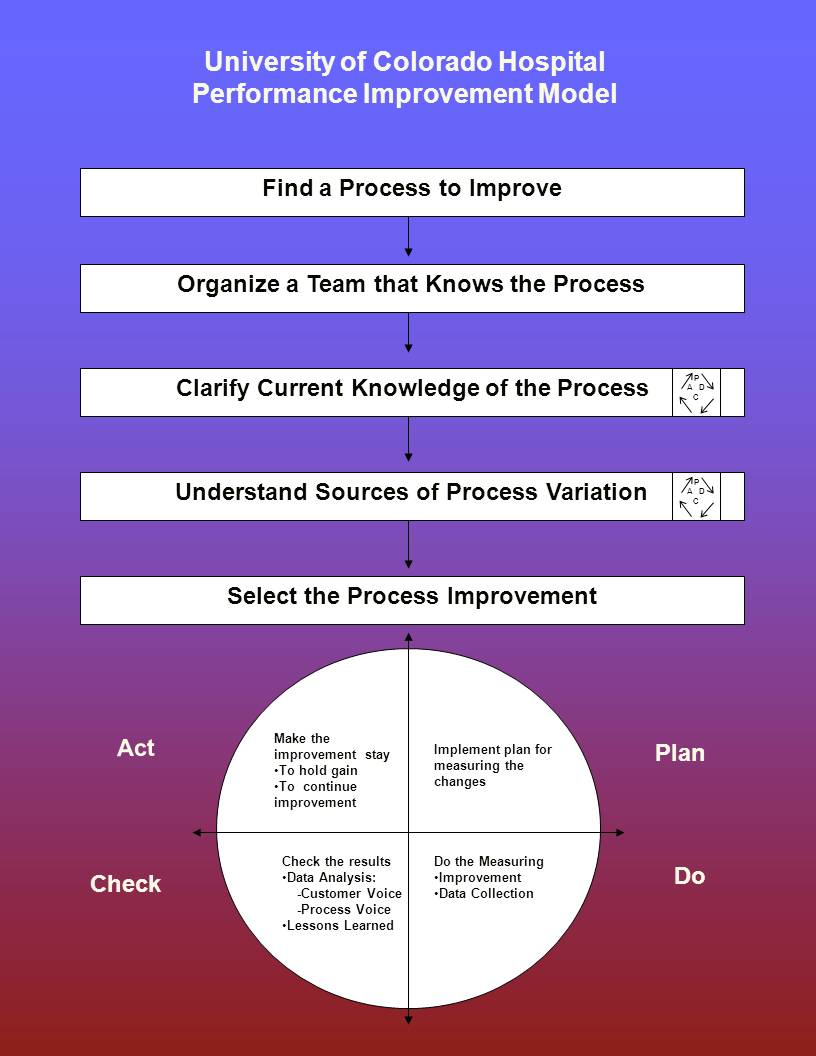 University of Colorado Hospital
Performance Improvement Model
Find a Process to Improve
Organize a Team that Knows the Process
Clarify Current Knowledge of the Process
P
A D
C
Understand Sources of Process Variation
P
A D
C
Select the Process Improvement
Act
Make the
improvement stay
•To hold gain
•To continue
improvement
Implement plan for
measuring the
changes
Plan
Check
Check the results
•Data Analysis:
-Customer Voice
-Process Voice
•Lessons Learned
Do the Measuring
•Improvement
•Data Collection
Do